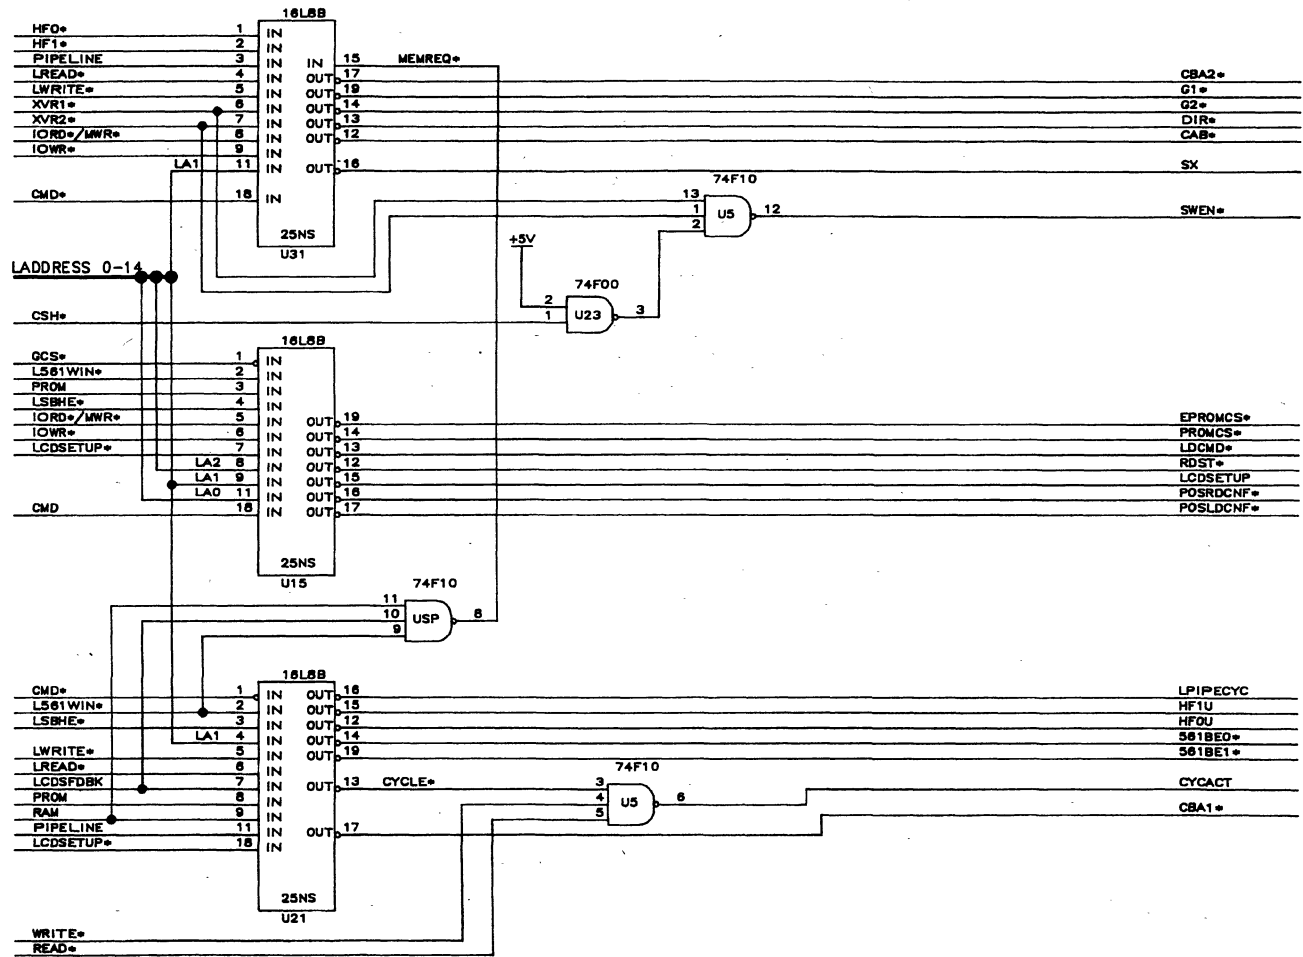 16L8B
HF0* 1 IN
HF1* 2 IN
PIPELINE 3 IN IN 15 MEMREQ*
LREAD* 4 IN OUT 17 CBA2*
LWRITE* 5 IN OUT 19 G1*
XVR1* 6 IN OUT 14 G2*
XVR2* 7 IN OUT 13 DIR*
IORD*/MWR* 8 IN OUT 12 CAB*
IOWR* 9 IN
LA1 11 IN OUT 16 SX
74F10
CMD* 18 IN 13
1 U5 12 SWEN*
2
25NS
U31
+5V
LADDRESS 0-14
74F00
2
CSH* 1 U23 3
16L8B
GCS* 1 IN
L561WIN* 2 IN
PROM 3 IN
LSBHE* 4 IN
IORD*/MWR* 5 IN OUT 19 EPROMCS*
IOWR* 6 IN OUT 14 PROMCS*
LCDSETUP* 7 IN OUT 13 LDCMD*
LA2 8 IN OUT 12 RDST*
LA1 9 IN OUT 15 LCDSETUP
LA0 11 IN OUT 16 POSRDCNF*
CMD 18 IN OUT 17 POSLDCNF*
25NS
U15
74F10
11
10 USP 8
9
16L8B
CMD* 1 IN OUT 16 LPIPECYC
L561WIN* 2 IN OUT 15 HF1U
LSBHE* 3 IN OUT 12 HF0U
LA1 4 IN OUT 14 561BE0*
LWRITE* 5 IN OUT 19 561BE1*
LREAD* 6 IN
74F10
LCDSFDBK 7 IN OUT 13 CYCLE* 3 CYCACT
PROM 8 IN 4 U5 6
RAM 9 IN 5 CBA1*
PIPELINE 11 IN OUT 17
LCDSETUP* 18 IN
25NS
U21
WRITE*
READ*